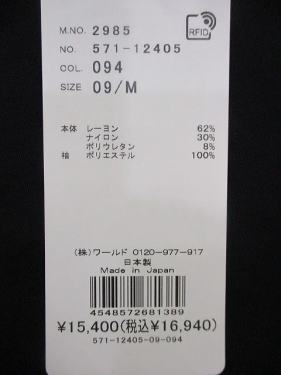 M.NO. 2985
RFID
NO. 571-12405
COL. 094
SIZE 09/M
本体 レーヨン 62%
ナイロン 30%
ポリウレタン 8%
袖 ポリエステル 100%
(株)ワールド 0120-977-917
日本製
Made in Japan
4548572681389
¥15,400(税込¥16,940)
571-12405-09-094